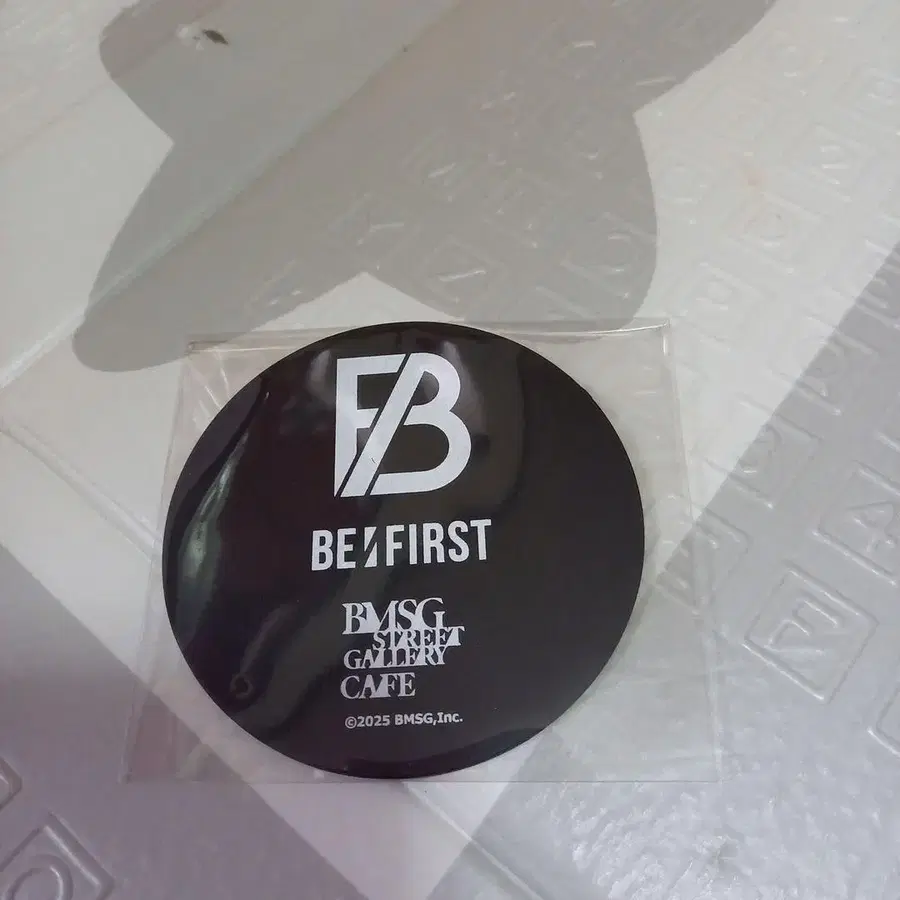 B
BE:FIRST
BMSG
STREET
GALLERY
CAFE
©2025 BMSG,Inc.